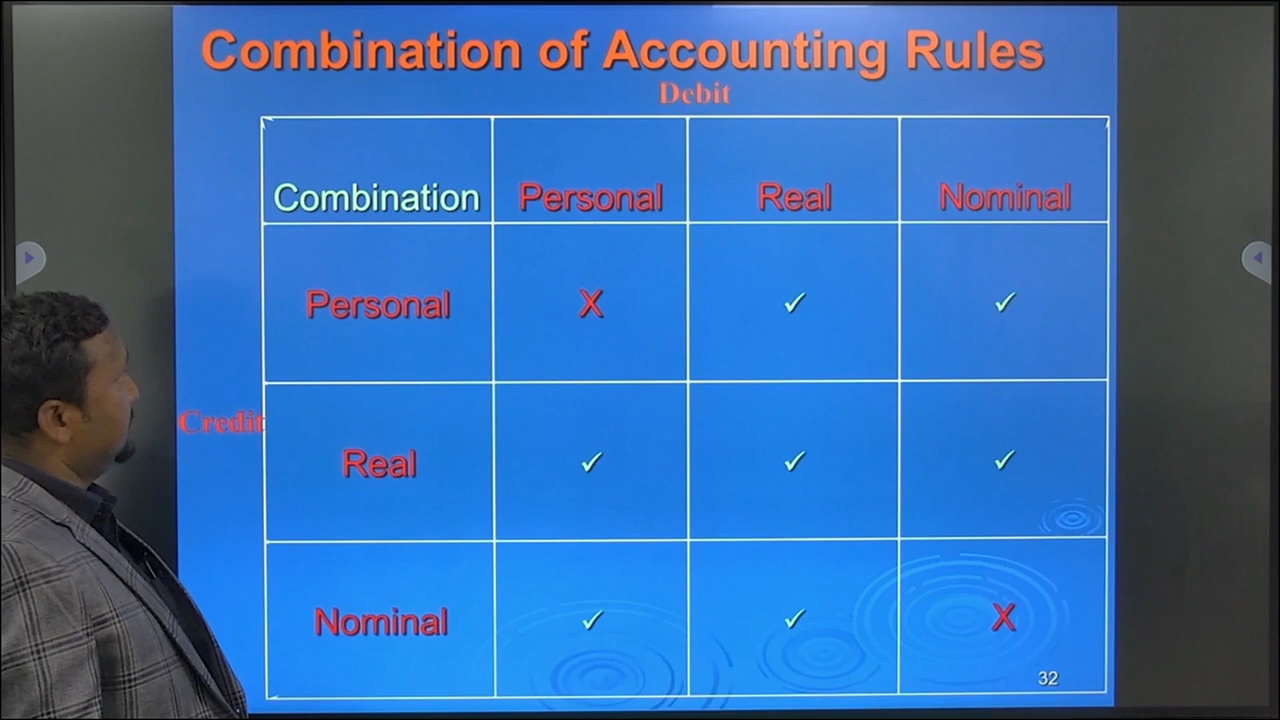 Combination of Accounting Rules
Debit
Combination Personal Real Nominal
Personal X ✓ ✓
Credit
Real ✓ ✓ ✓
Nominal ✓ ✓ X
32